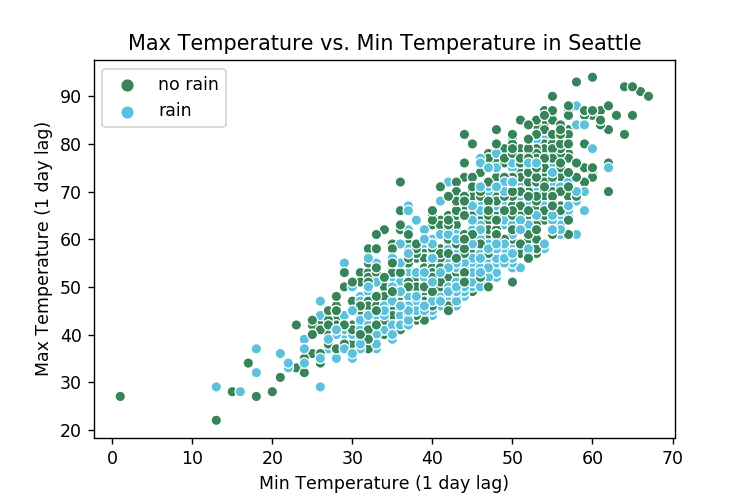 Max Temperature vs. Min Temperature in Seattle
no rain
rain
Max Temperature (1 day lag)
90
80
70
60
50
40
30
20
0 10 20 30 40 50 60 70
Min Temperature (1 day lag)